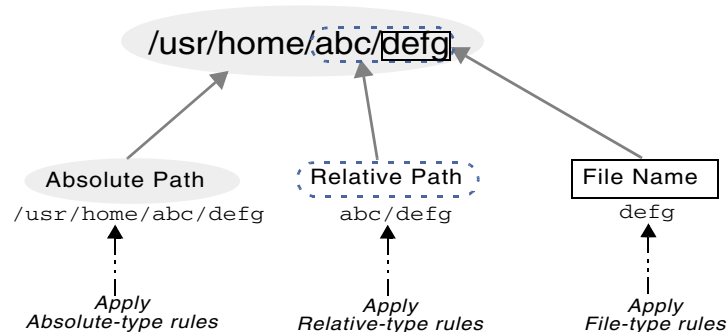 /usr/home/abc/defg
Absolute Path
/usr/home/abc/defg
Relative Path
abc/defg
File Name
defg
Apply
Absolute-type rules
Apply
Relative-type rules
Apply
File-type rules